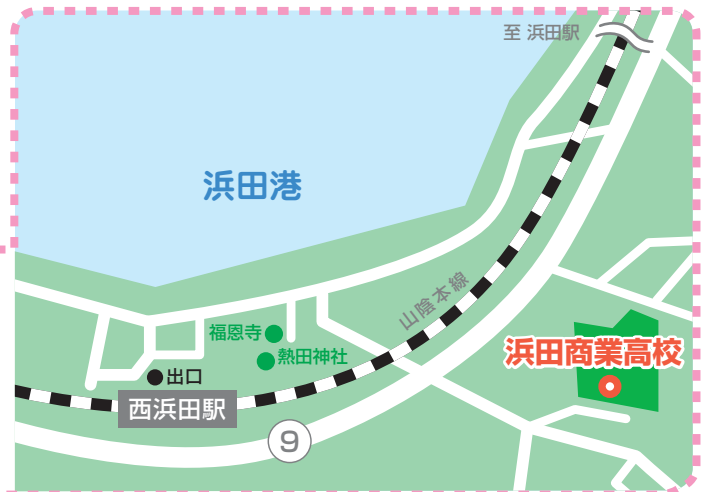 至 浜田駅
浜田港
山陰本線
福恩寺
熱田神社
浜田商業高校
出口
西浜田駅
9